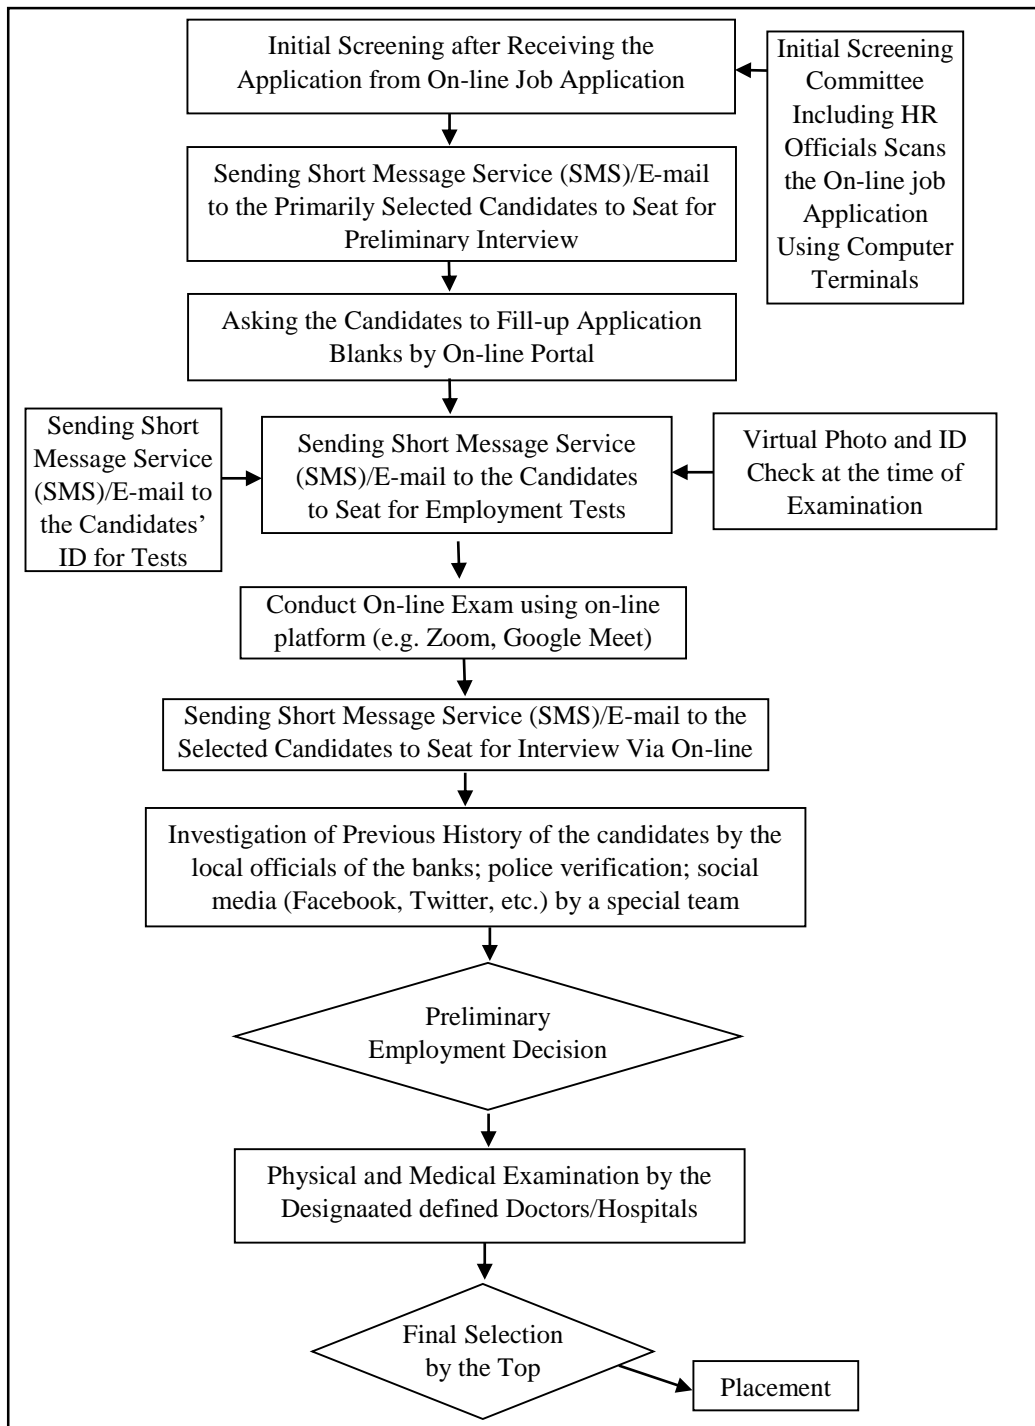 Initial Screening after Receiving the
Application from On-line Job Application
Initial Screening
Committee
Including HR
Officials Scans
the On-line job
Application
Using Computer
Terminals
Sending Short Message Service (SMS)/E-mail
to the Primarily Selected Candidates to Seat for
Preliminary Interview
Asking the Candidates to Fill-up Application
Blanks by On-line Portal
Sending Short
Message Service
(SMS)/E-mail to
the Candidates’
ID for Tests
Sending Short Message Service
(SMS)/E-mail to the Candidates
to Seat for Employment Tests
Virtual Photo and ID
Check at the time of
Examination
Conduct On-line Exam using on-line
platform (e.g. Zoom, Google Meet)
Sending Short Message Service (SMS)/E-mail to the
Selected Candidates to Seat for Interview Via On-line
Investigation of Previous History of the candidates by the
local officials of the banks; police verification; social
media (Facebook, Twitter, etc.) by a special team
Preliminary
Employment Decision
Physical and Medical Examination by the
Designaated defined Doctors/Hospitals
Final Selection
by the Top
Placement